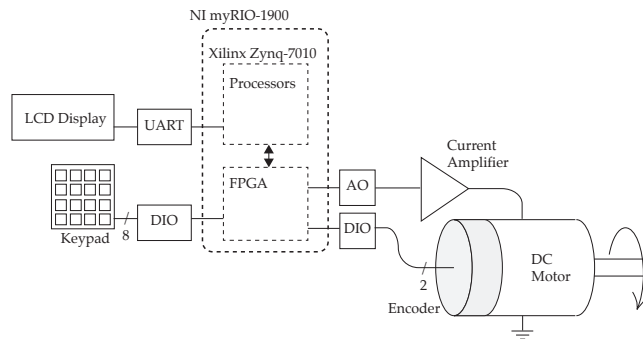 NI myRIO-1900
Xilinx Zynq-7010
Processors
LCD Display
UART
Current
Amplifier
FPGA
AO
DIO
8
Keypad
DIO
2
Encoder
DC
Motor